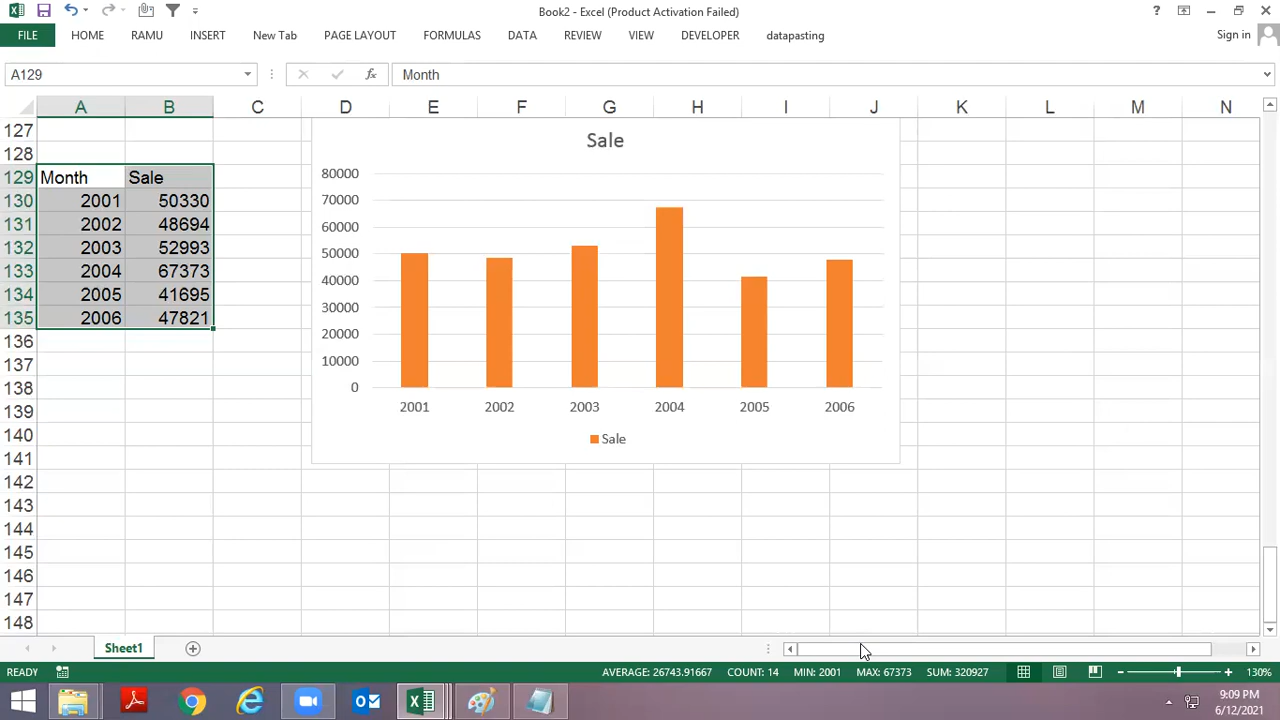 Book2 - Excel (Product Activation Failed)
?
FILE HOME RAMU INSERT New Tab PAGE LAYOUT FORMULAS DATA REVIEW VIEW DEVELOPER datapasting Sign in
A129 fx Month
A B C D E F G H I J K L M N
127
128
129 Month Sale
130 2001 50330
131 2002 48694
132 2003 52993
133 2004 67373
134 2005 41695
135 2006 47821
136
137
138
139
140
141
142
143
144
145
146
147
148
Sale
80000
70000
60000
50000
40000
30000
20000
10000
0
2001 2002 2003 2004 2005 2006
Sale
Sheet1
READY AVERAGE: 26743.91667 COUNT: 14 MIN: 2001 MAX: 67373 SUM: 320927 130%
9:09 PM
6/12/2021